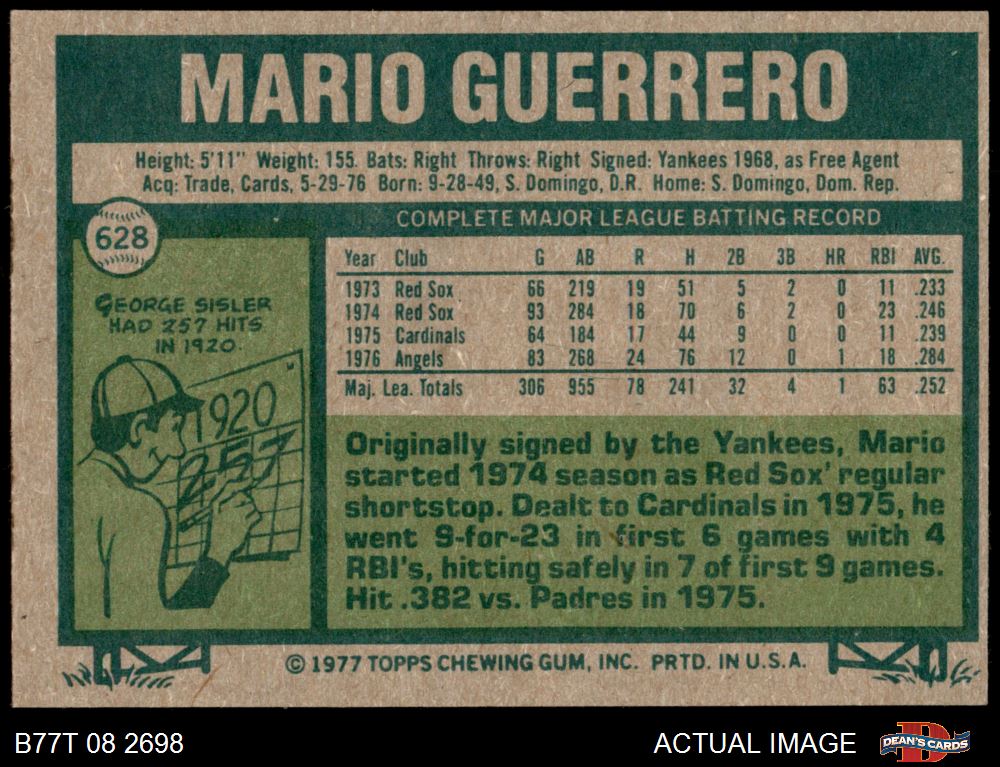 MARIO GUERRERO
Height: 5'11" Weight: 155. Bats: Right Throws: Right Signed: Yankees 1968, as Free Agent
Acq: Trade, Cards, 5-29-76 Born: 9-28-49, S. Domingo, D.R. Home: S. Domingo, Dom. Rep.
COMPLETE MAJOR LEAGUE BATTING RECORD
628
GEORGE SISLER
HAD 257 HITS
IN 1920.
1920
257
Year Club G AB R H 2B 3B HR RBI AVG.
1973 Red Sox 66 219 19 51 5 2 0 11 .233
1974 Red Sox 93 284 18 70 6 2 0 23 .246
1975 Cardinals 64 184 17 44 9 0 0 11 .239
1976 Angels 83 268 24 76 12 0 1 18 .284
Maj. Lea. Totals 306 955 78 241 32 4 1 63 .252
Originally signed by the Yankees, Mario
started 1974 season as Red Sox' regular
shortstop. Dealt to Cardinals in 1975, he
went 9-for-23 in first 6 games with 4
RBI's, hitting safely in 7 of first 9 games.
Hit .382 vs. Padres in 1975.
© 1977 TOPPS CHEWING GUM, INC. PRTD. IN U.S.A.
B77T 08 2698
ACTUAL IMAGE
D
DEAN'S CARDS